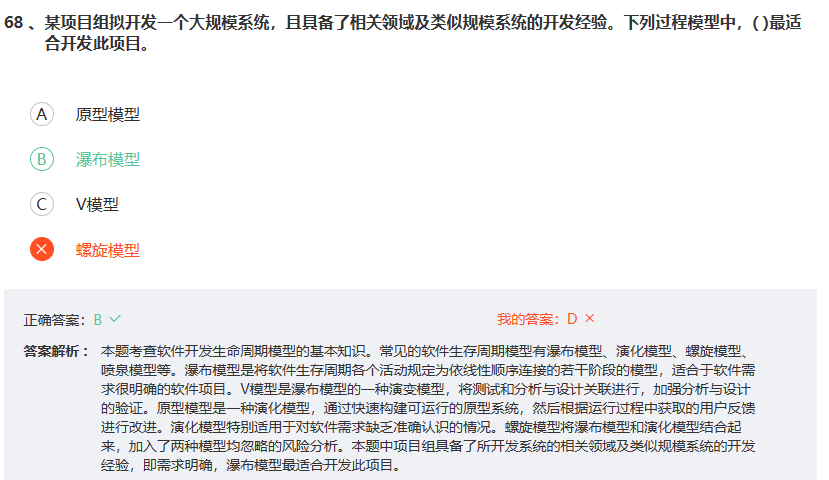 68 、某项目组拟开发一个大规模系统，且具备了相关领域及类似规模系统的开发经验。下列过程模型中，( )最适
合开发此项目。
A 原型模型
B 瀑布模型
C V模型
螺旋模型
正确答案：B
我的答案：D
答案解析：本题考查软件开发生命周期模型的基本知识。常见的软件生存周期模型有瀑布模型、演化模型、螺旋模型、
喷泉模型等。瀑布模型是将软件生存周期各个活动规定为依线性顺序连接的若干阶段的模型，适合于软件需
求很明确的软件项目。V模型是瀑布模型的一种演变模型，将测试和分析与设计关联进行，加强分析与设计
的验证。原型模型是一种演化模型，通过快速构建可运行的原型系统，然后根据运行过程中获取的用户反馈
进行改进。演化模型特别适用于对软件需求缺乏准确认识的情况。螺旋模型将瀑布模型和演化模型结合起
来，加入了两种模型均忽略的风险分析。本题中项目组具备了所开发系统的相关领域及类似规模系统的开发
经验，即需求明确，瀑布模型最适合开发此项目。